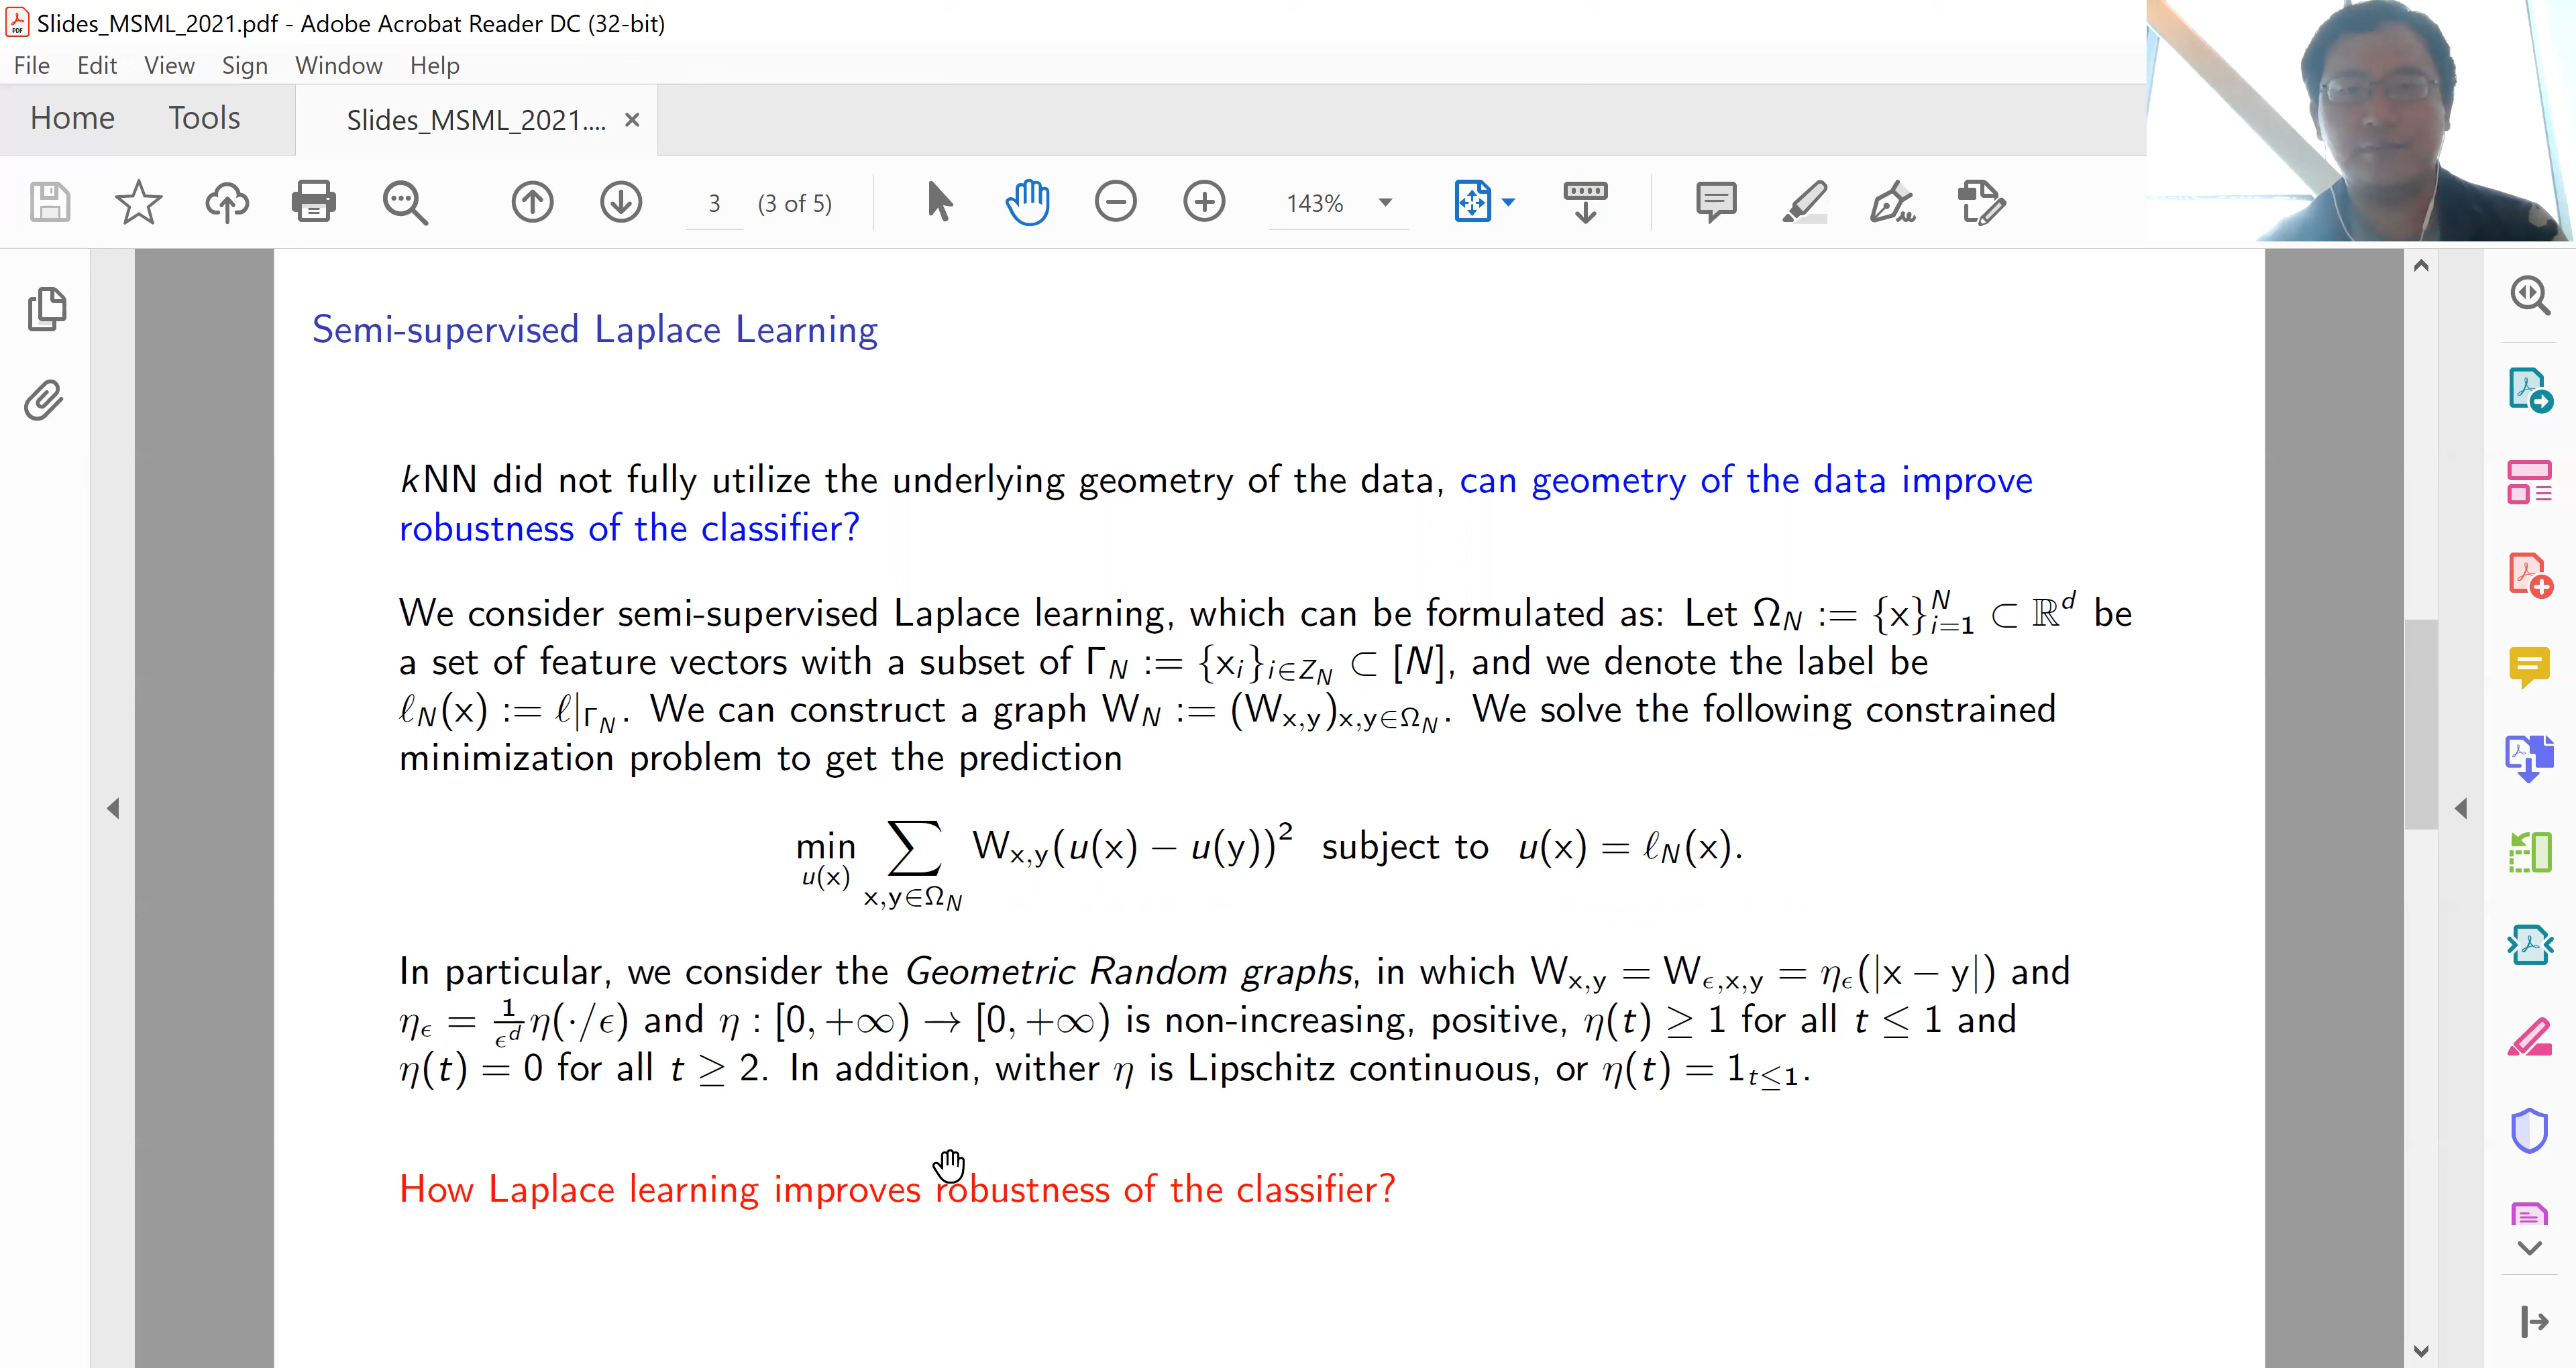 Slides_MSML_2021.pdf - Adobe Acrobat Reader DC (32-bit)
File Edit View Sign Window Help
Home Tools Slides_MSML_2021.... ×
3 (3 of 5) 143%
Semi-supervised Laplace Learning
kNN did not fully utilize the underlying geometry of the data, can geometry of the data improve
robustness of the classifier?
We consider semi-supervised Laplace learning, which can be formulated as: Let Ω_N := {x}_{i=1}^N ⊂ ℝ^d be
a set of feature vectors with a subset of Γ_N := {x_i}_{i∈Z_N} ⊂ [N], and we denote the label be
ℓ_N(x) := ℓ|_{Γ_N}. We can construct a graph W_N := (W_{x,y})_{x,y∈Ω_N}. We solve the following constrained
minimization problem to get the prediction
min_{u(x)} ∑_{x,y∈Ω_N} W_{x,y}(u(x) − u(y))² subject to u(x) = ℓ_N(x).
In particular, we consider the Geometric Random graphs, in which W_{x,y} = W_{ϵ,x,y} = η_ϵ(|x − y|) and
η_ϵ = 1/ϵ^d η(·/ϵ) and η : [0, +∞) → [0, +∞) is non-increasing, positive, η(t) ≥ 1 for all t ≤ 1 and
η(t) = 0 for all t ≥ 2. In addition, wither η is Lipschitz continuous, or η(t) = 1_{t≤1}.
How Laplace learning improves robustness of the classifier?